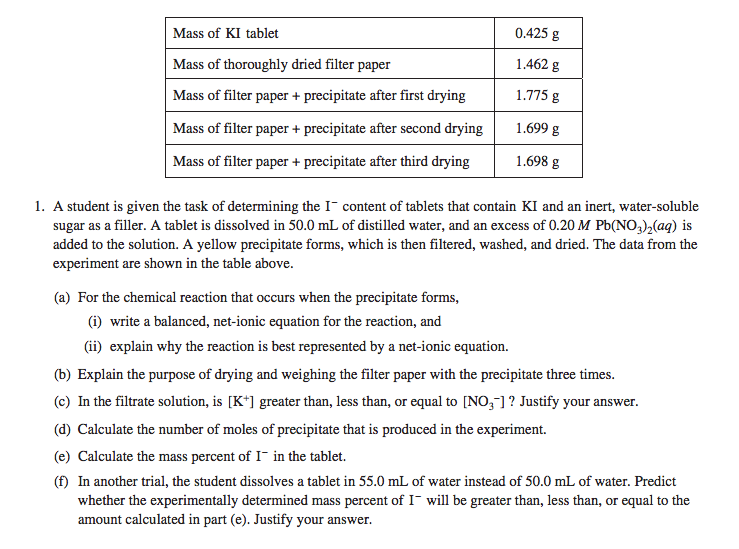 Mass of KI tablet 0.425 g
Mass of thoroughly dried filter paper 1.462 g
Mass of filter paper + precipitate after first drying 1.775 g
Mass of filter paper + precipitate after second drying 1.699 g
Mass of filter paper + precipitate after third drying 1.698 g
1. A student is given the task of determining the I⁻ content of tablets that contain KI and an inert, water-soluble
sugar as a filler. A tablet is dissolved in 50.0 mL of distilled water, and an excess of 0.20 M Pb(NO₃)₂(aq) is
added to the solution. A yellow precipitate forms, which is then filtered, washed, and dried. The data from the
experiment are shown in the table above.
(a) For the chemical reaction that occurs when the precipitate forms,
(i) write a balanced, net-ionic equation for the reaction, and
(ii) explain why the reaction is best represented by a net-ionic equation.
(b) Explain the purpose of drying and weighing the filter paper with the precipitate three times.
(c) In the filtrate solution, is [K⁺] greater than, less than, or equal to [NO₃⁻] ? Justify your answer.
(d) Calculate the number of moles of precipitate that is produced in the experiment.
(e) Calculate the mass percent of I⁻ in the tablet.
(f) In another trial, the student dissolves a tablet in 55.0 mL of water instead of 50.0 mL of water. Predict
whether the experimentally determined mass percent of I⁻ will be greater than, less than, or equal to the
amount calculated in part (e). Justify your answer.